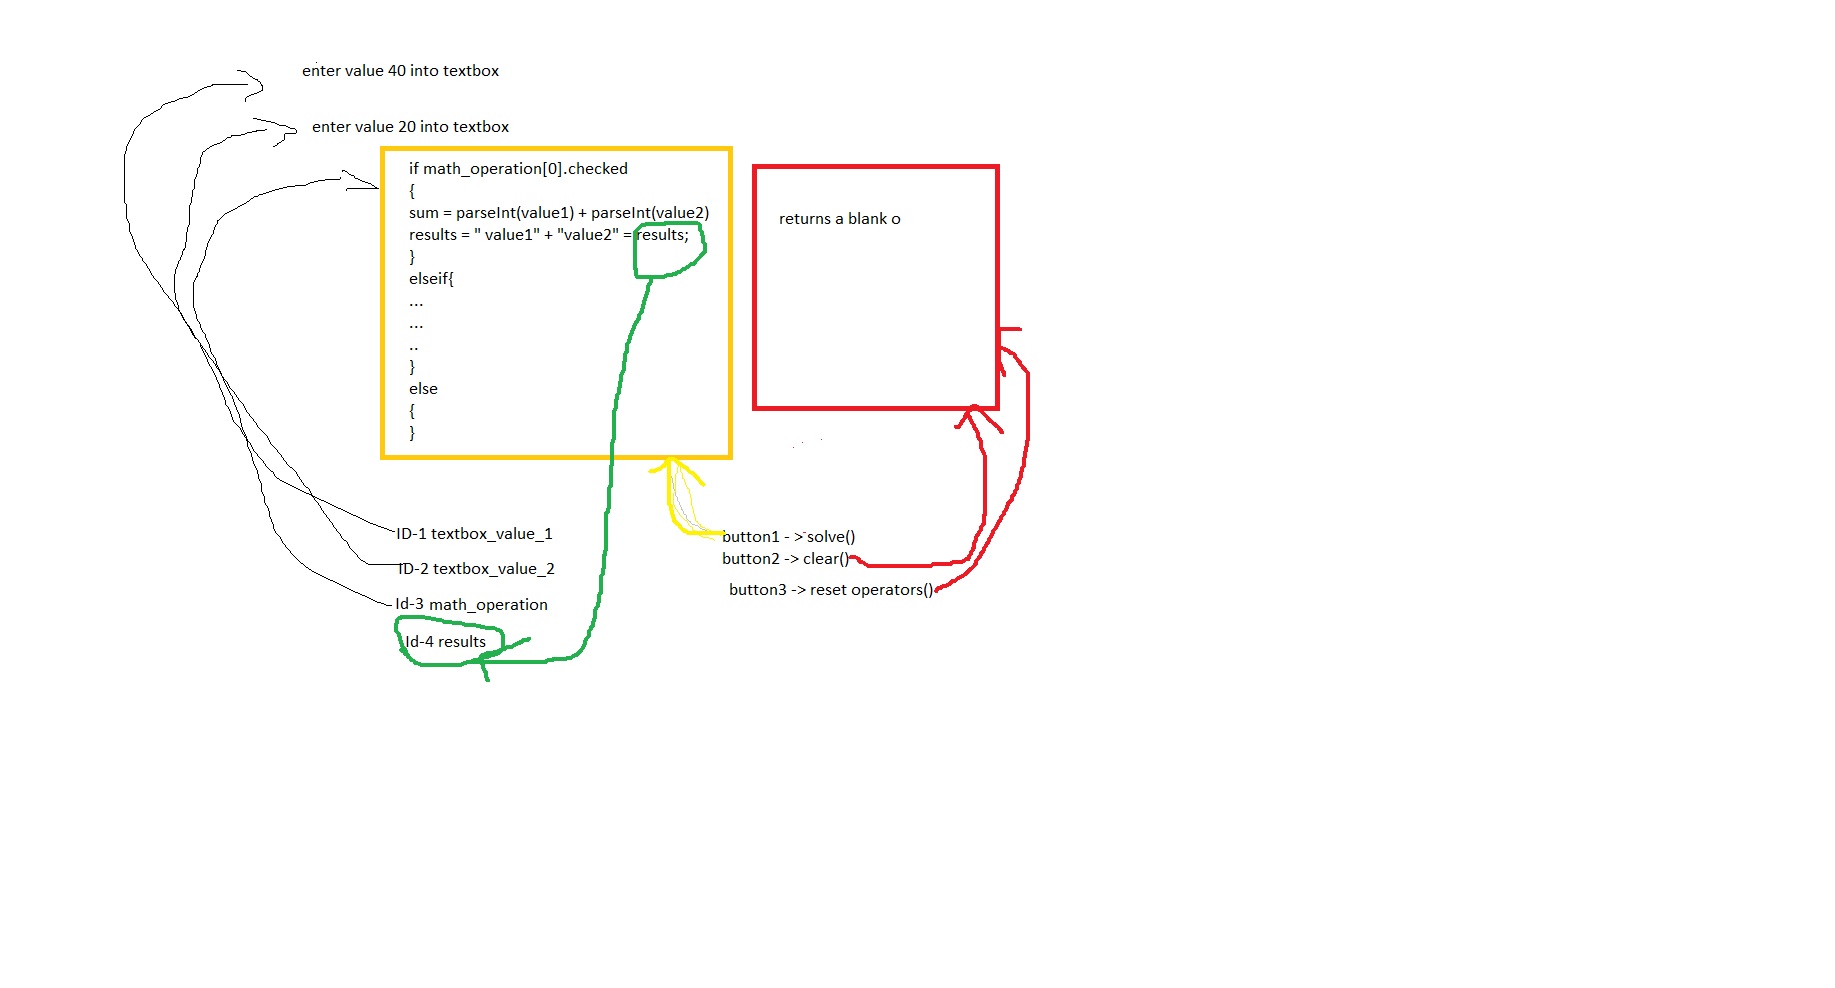 enter value 40 into textbox
enter value 20 into textbox
if math_operation[0].checked
{
sum = parseInt(value1) + parseInt(value2)
results = " value1" + "value2" = results;
}
elseif{
...
...
..
}
else
{
}
returns a blank o
ID-1 textbox_value_1
ID-2 textbox_value_2
Id-3 math_operation
Id-4 results
button1 - > solve()
button2 -> clear()
button3 -> reset operators()